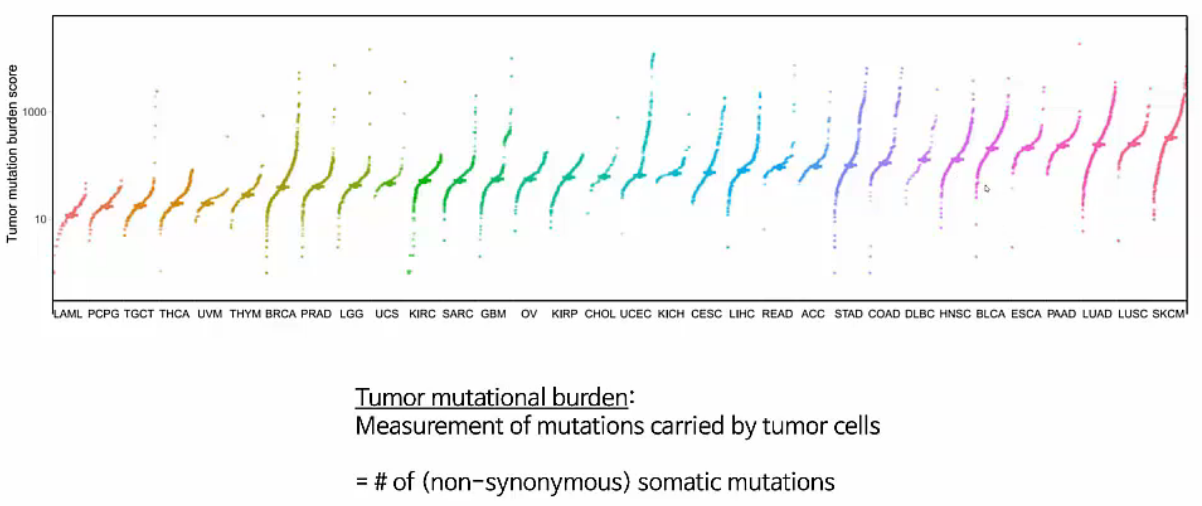 Tumor mutation burden score
1000
10
LAML PCPG TGCT THCA UVM THYM BRCA PRAD LGG UCS KIRC SARC GBM OV KIRP CHOL UCEC KICH CESC LIHC READ ACC STAD COAD DLBC HNSC BLCA ESCA PAAD LUAD LUSC SKCM
Tumor mutational burden:
Measurement of mutations carried by tumor cells
= # of (non-synonymous) somatic mutations